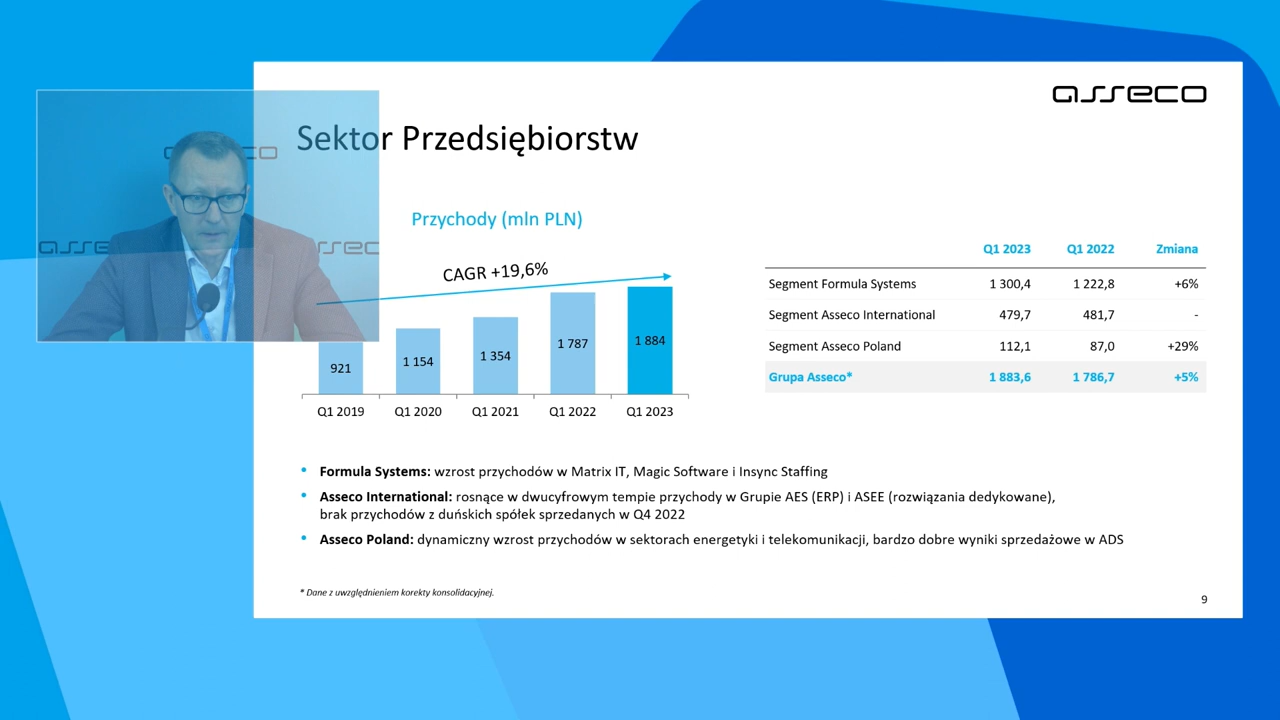 asseco
Sektor Przedsiębiorstw
asseco
asseco
asseco
Przychody (mln PLN)
CAGR +19,6%
921
1 154
1 354
1 787
1 884
Q1 2019
Q1 2020
Q1 2021
Q1 2022
Q1 2023
Q1 2023 Q1 2022 Zmiana
Segment Formula Systems 1 300,4 1 222,8 +6%
Segment Asseco International 479,7 481,7 -
Segment Asseco Poland 112,1 87,0 +29%
Grupa Asseco* 1 883,6 1 786,7 +5%
• Formula Systems: wzrost przychodów w Matrix IT, Magic Software i Insync Staffing
• Asseco International: rosnące w dwucyfrowym tempie przychody w Grupie AES (ERP) i ASEE (rozwiązania dedykowane),
brak przychodów z duńskich spółek sprzedanych w Q4 2022
• Asseco Poland: dynamiczny wzrost przychodów w sektorach energetyki i telekomunikacji, bardzo dobre wyniki sprzedażowe w ADS
* Dane z uwzględnieniem korekty konsolidacyjnej.
9